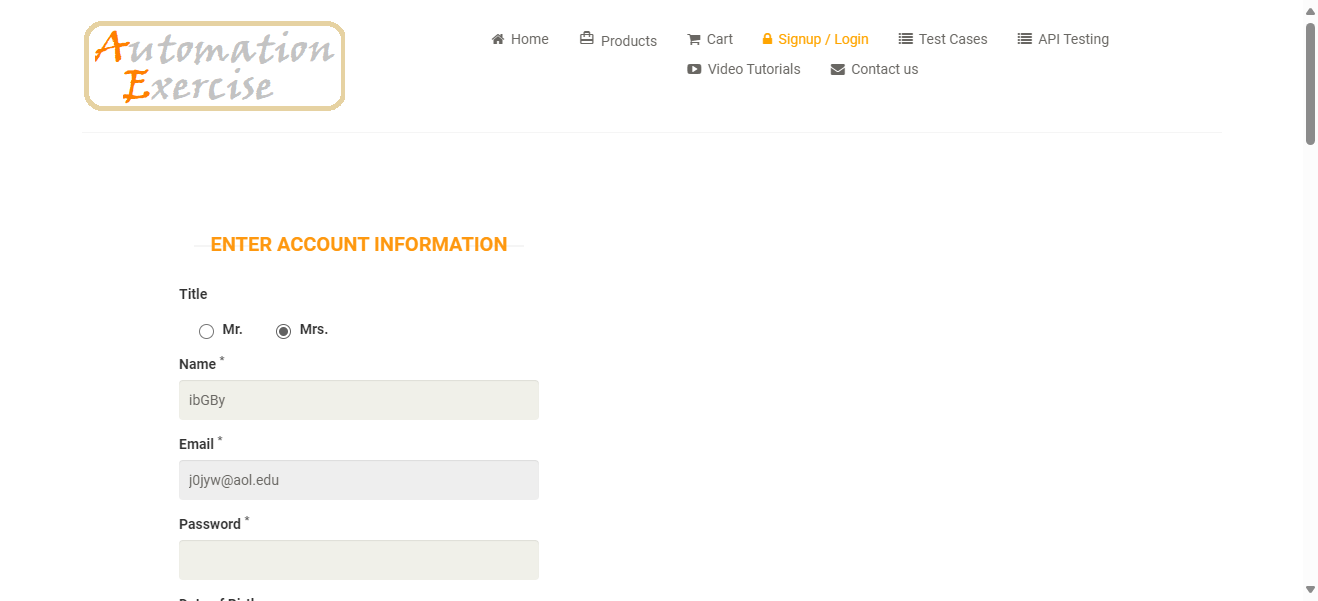 Automation
Exercise
Home
Products
Cart
Signup / Login
Test Cases
API Testing
Video Tutorials
Contact us
ENTER ACCOUNT INFORMATION
Title
Mr.
Mrs.
Name *
ibGBy
Email *
j0jyw@aol.edu
Password *